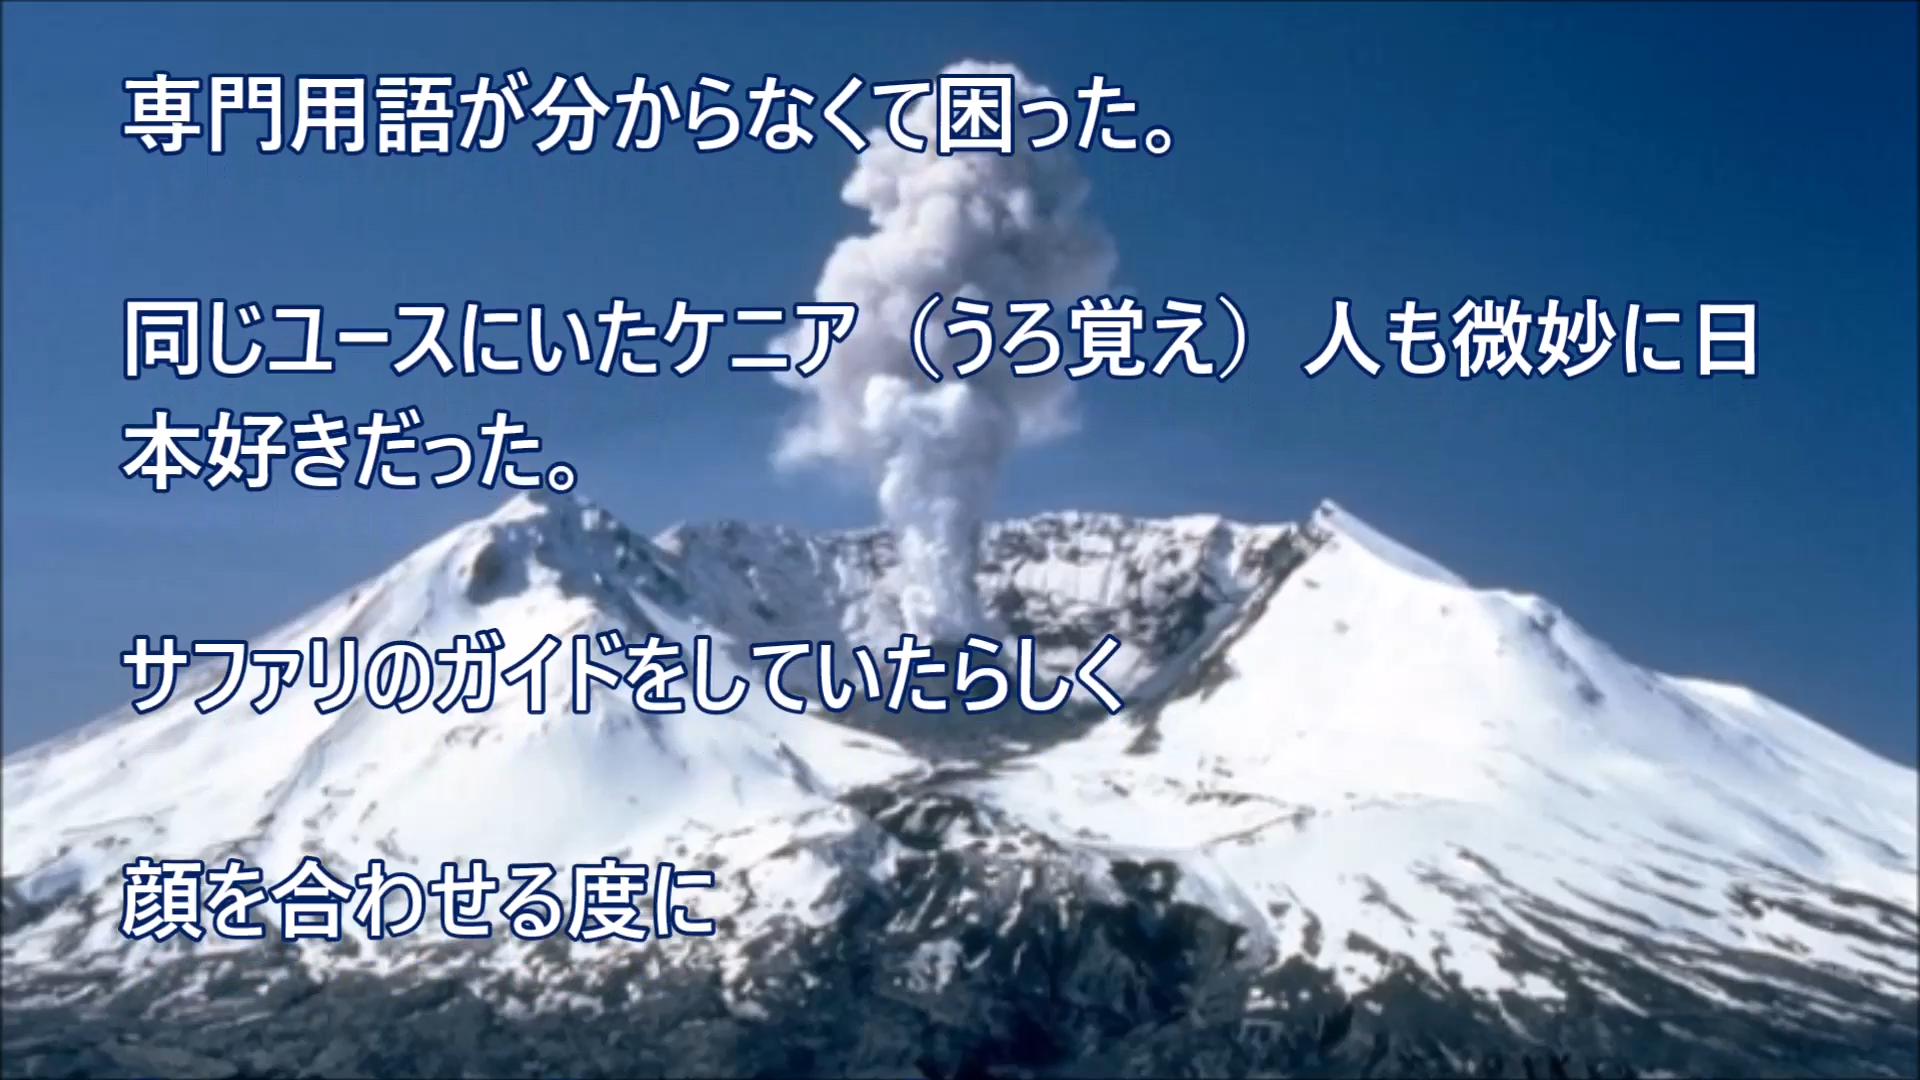 専門用語が分からなくて困った。
同じユースにいたケニア（うろ覚え）人も微妙に日
本好きだった。
サファリのガイドをしていたらしく
顔を合わせる度に